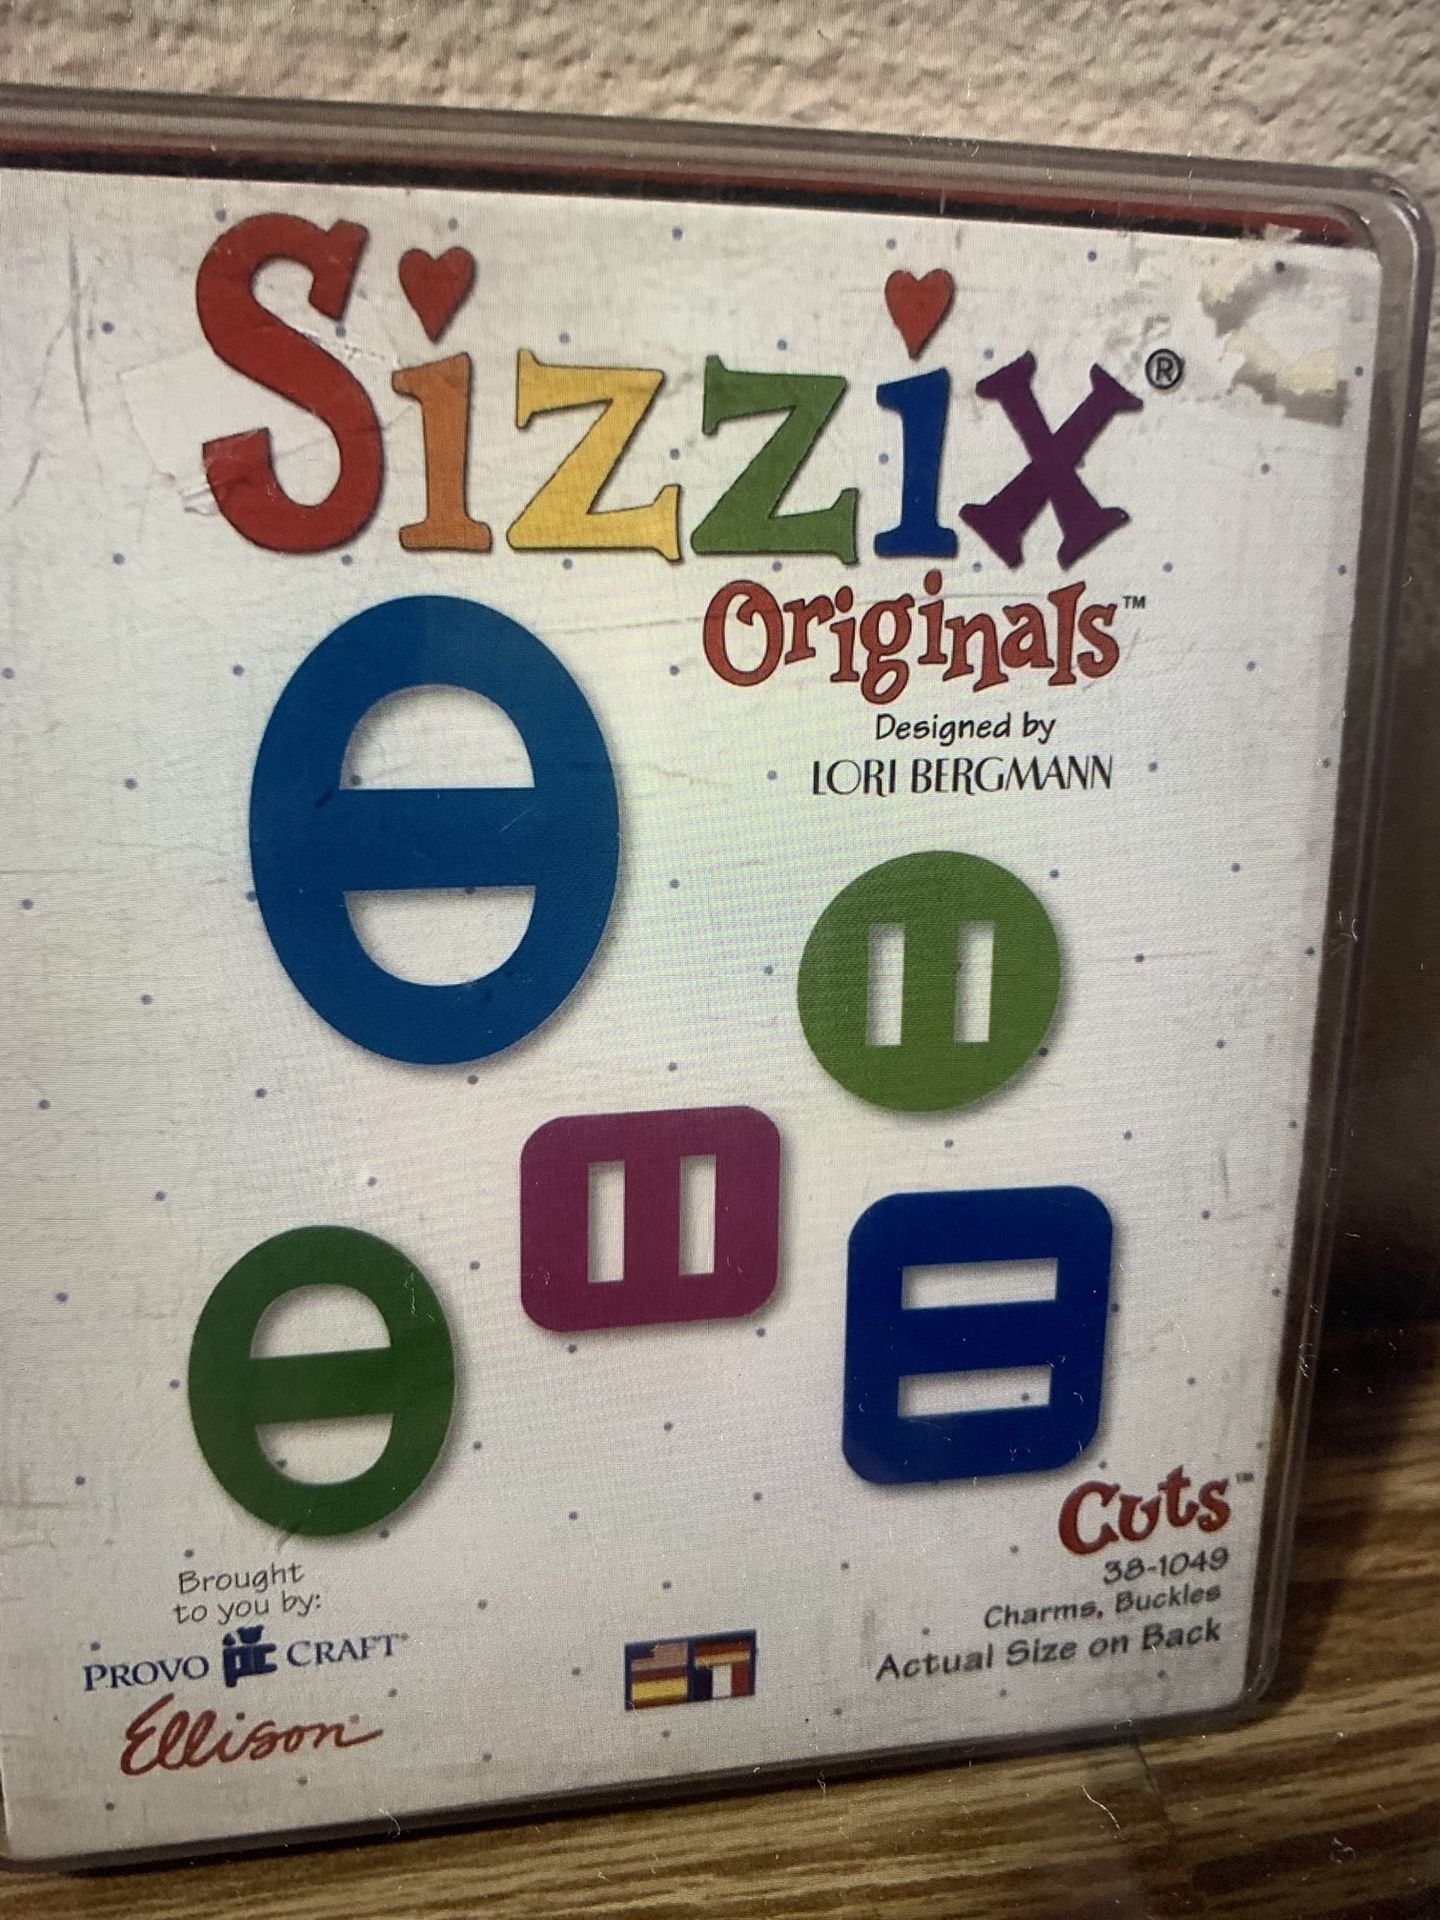 Sizzix®
Originals™
Designed by
LORI BERGMANN
Cuts™
38-1049
Charms, Buckles
Actual Size on Back
Brought
to you by:
PROVO pc CRAFT®
Ellison®